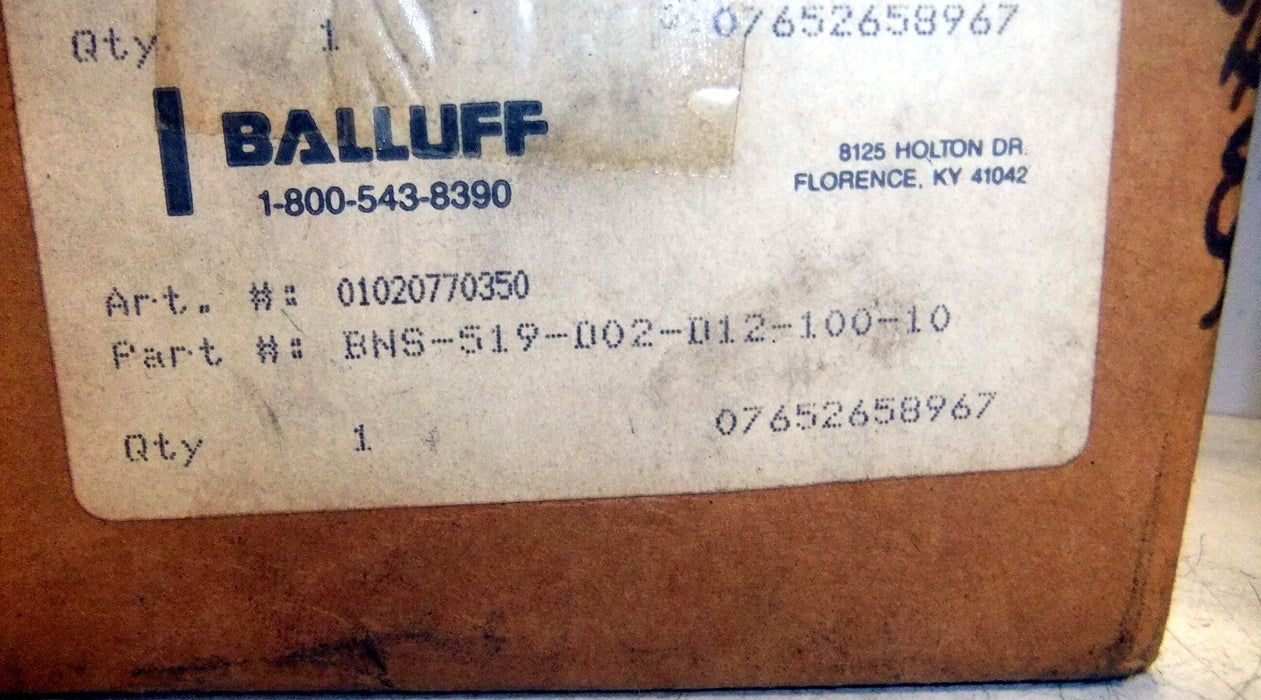 Qty 1 07652658967
BALLUFF
1-800-543-8390
8125 HOLTON DR.
FLORENCE, KY 41042
Art. #: 01020770350
Part #: BNS-519-D02-D12-100-10
Qty 1 07652658967